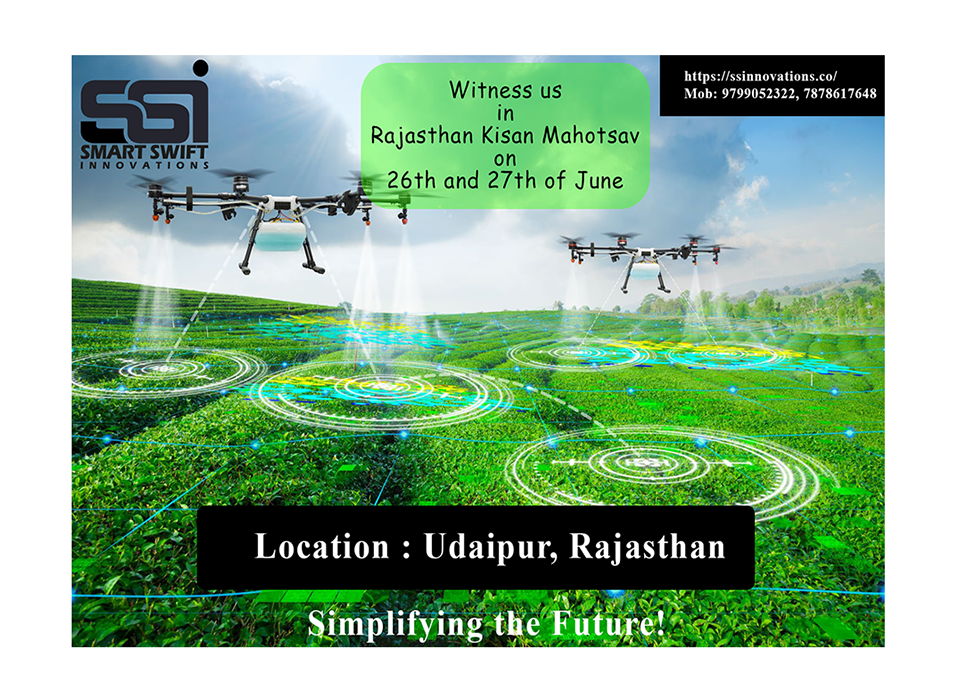 SSI
SMART SWIFT
INNOVATIONS
Witness us
in
Rajasthan Kisan Mahotsav
on
26th and 27th of June
https://ssinnovations.co/
Mob: 9799052322, 7878617648
Location : Udaipur, Rajasthan
Simplifying the Future!